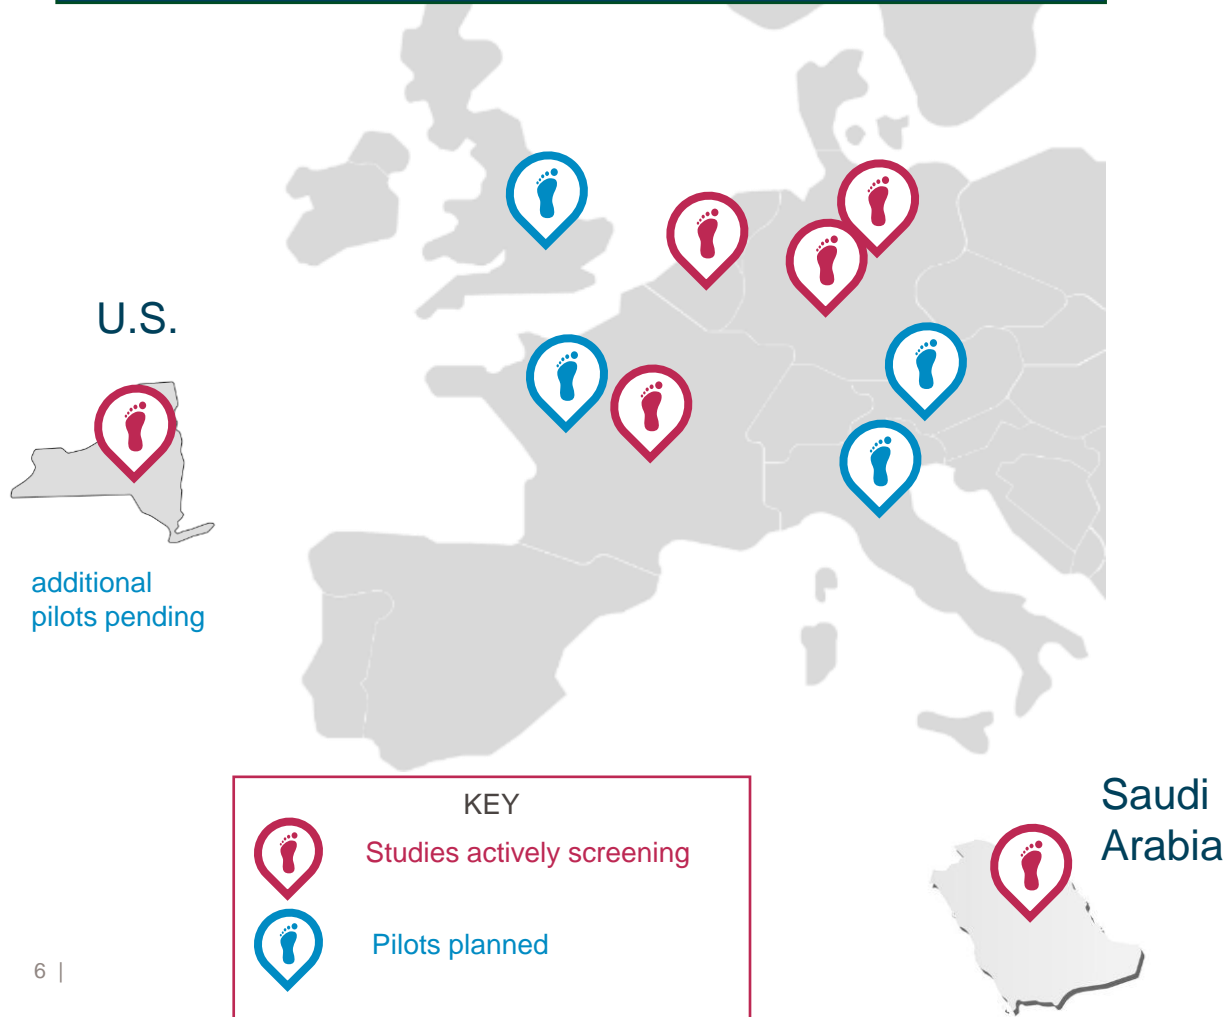 U.S.
additional
pilots pending
KEY
Studies actively screening
Pilots planned
Saudi
Arabia
6 |